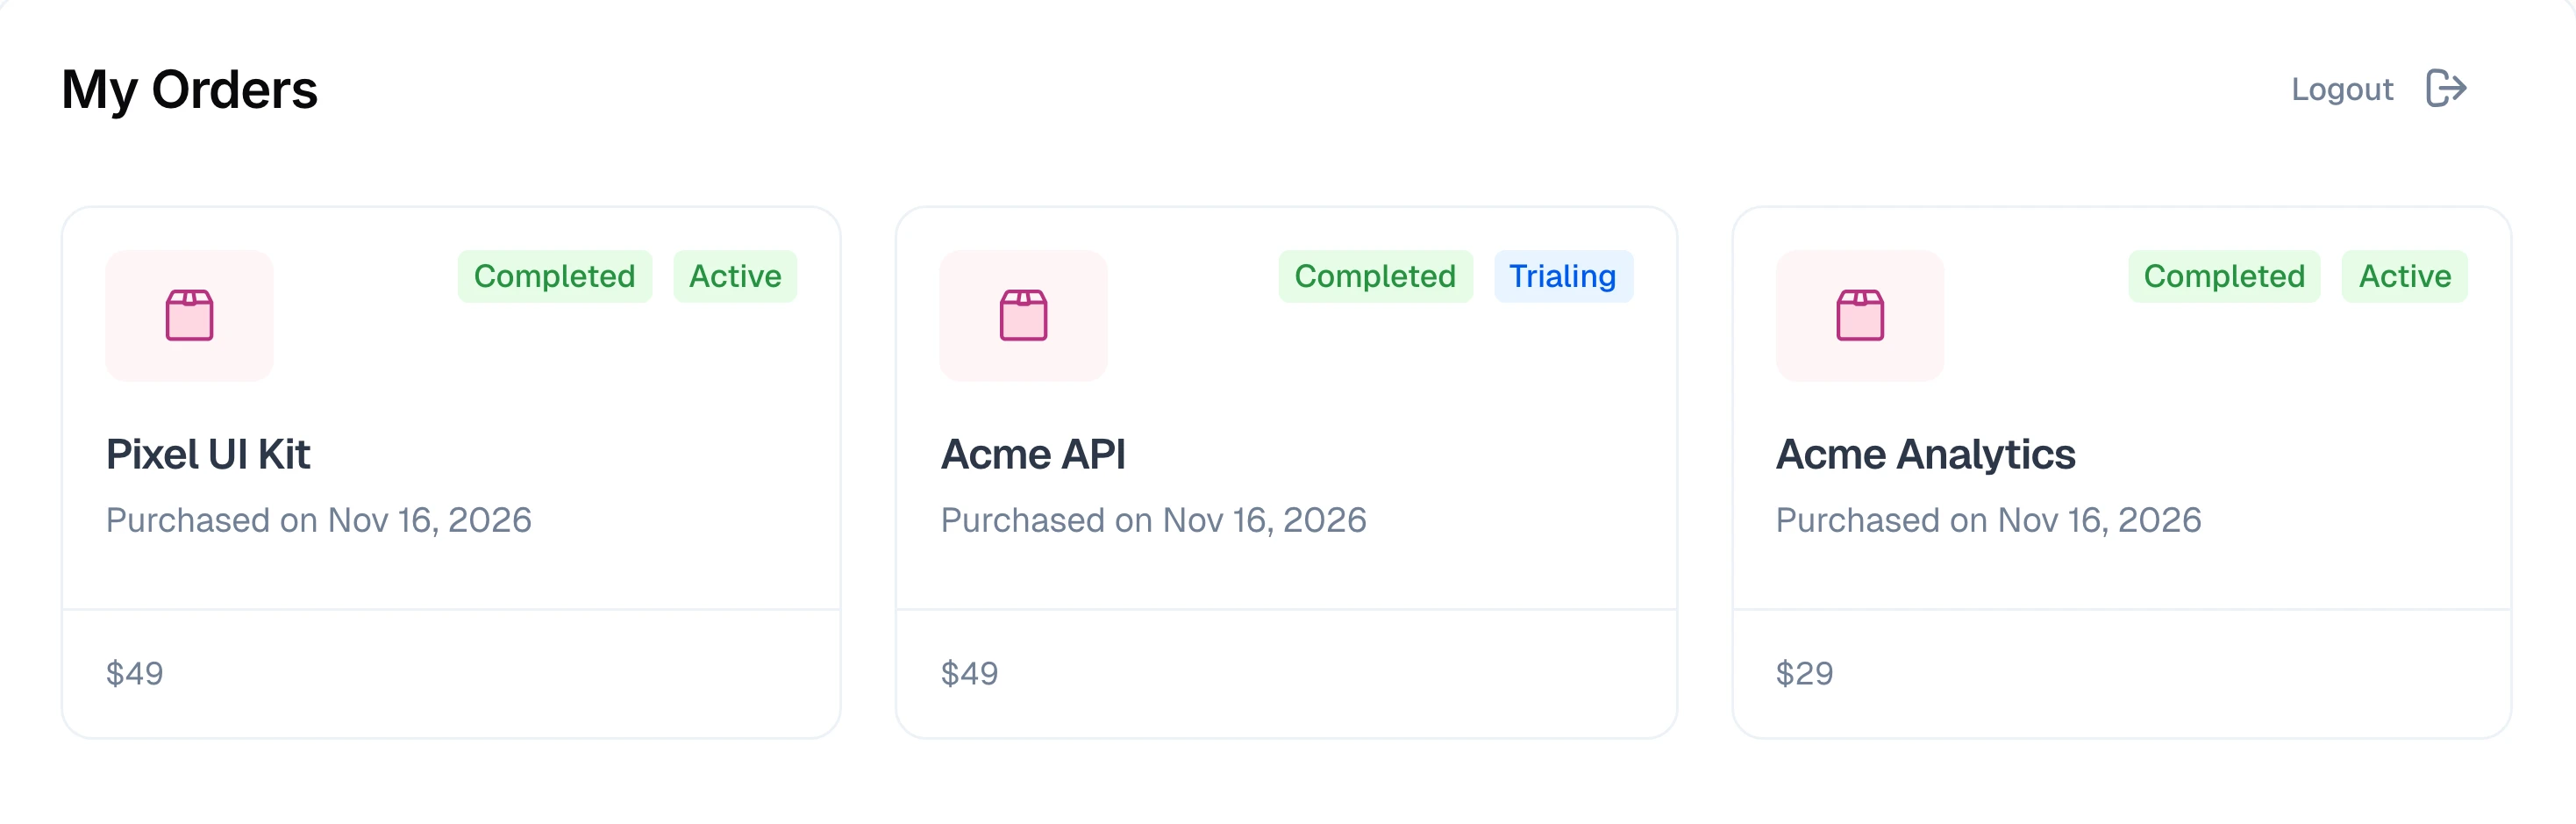 My Orders
Logout
Completed Active
Pixel UI Kit
Purchased on Nov 16, 2026
$49
Completed Trialing
Acme API
Purchased on Nov 16, 2026
$49
Completed Active
Acme Analytics
Purchased on Nov 16, 2026
$29